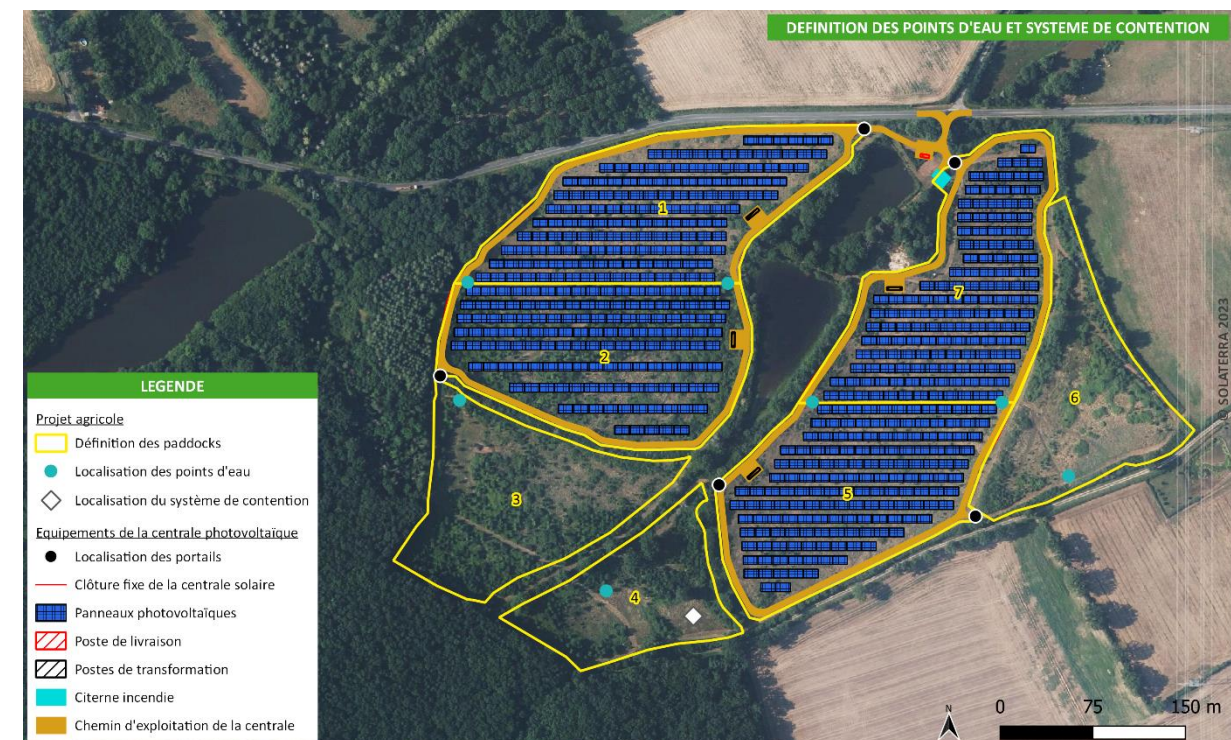 DEFINITION DES POINTS D'EAU ET SYSTEME DE CONTENTION
1
2
3
4
5
6
7
SOLATERRA 2023
LEGENDE
Projet agricole
Définition des paddocks
Localisation des points d'eau
Localisation du système de contention
Equipements de la centrale photovoltaïque
Localisation des portails
Clôture fixe de la centrale solaire
Panneaux photovoltaïques
Poste de livraison
Postes de transformation
Citerne incendie
Chemin d'exploitation de la centrale
N
0 75 150 m